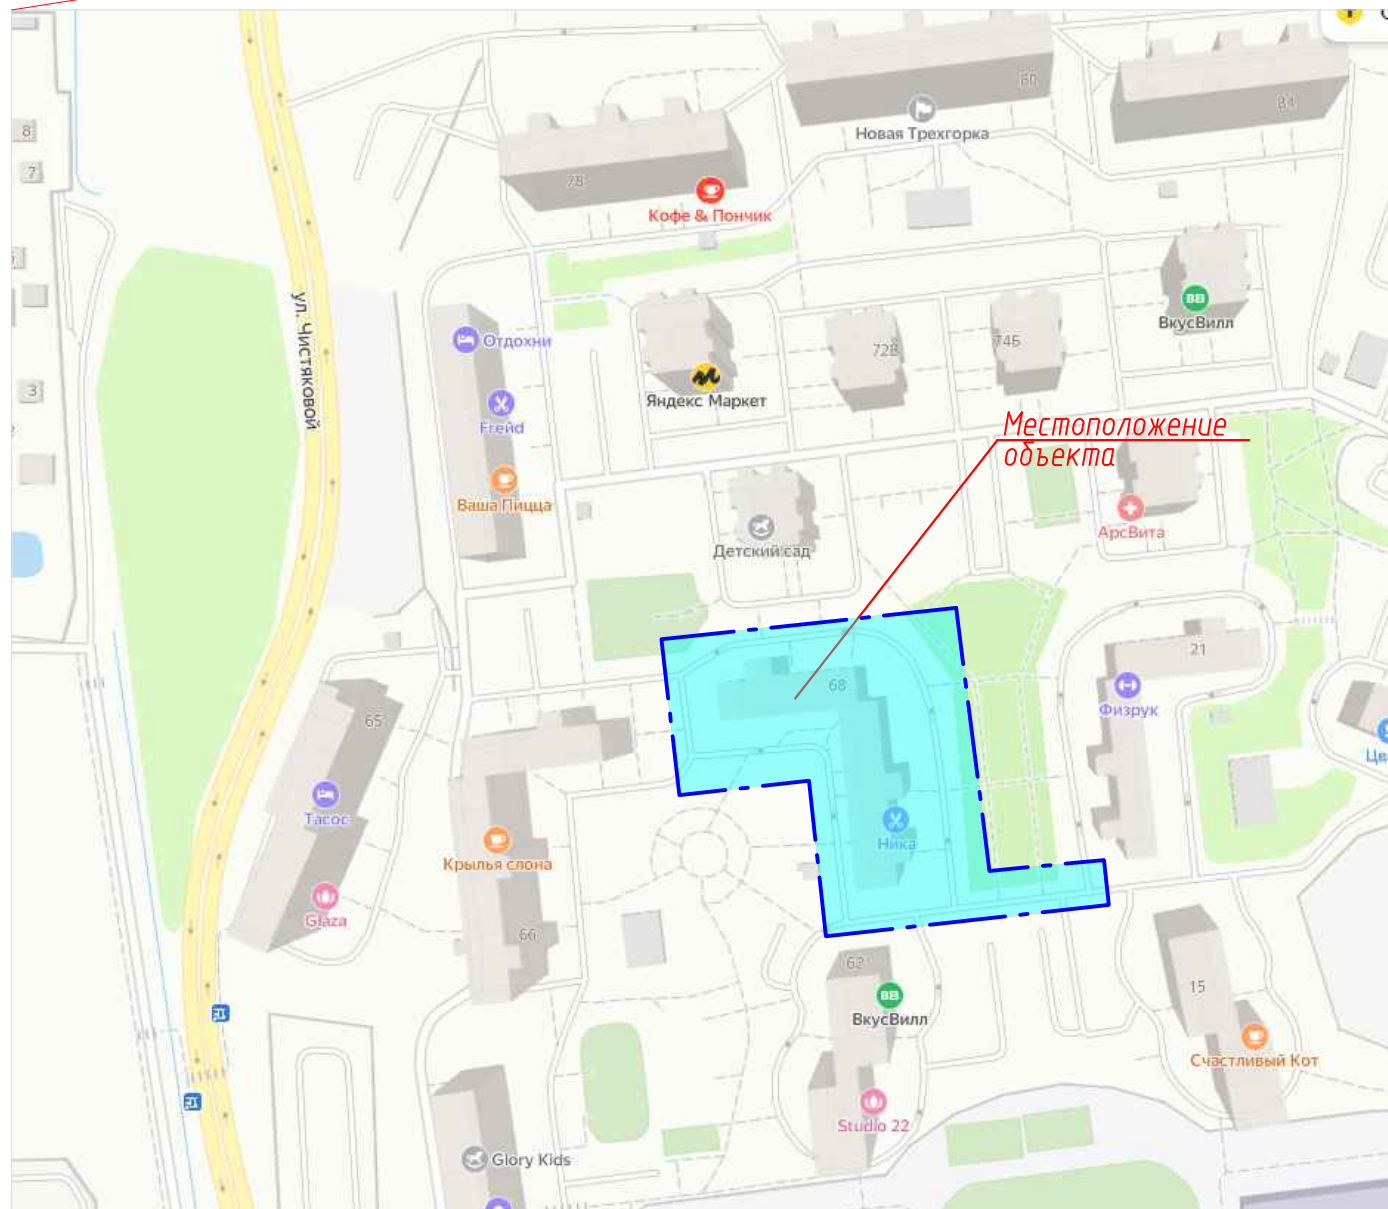 80
84
8
Новая Трехгорка
7
78
Кофе & Пончик
ул. Чистяковой
ВкусВилл
Отдохни
72В
74Б
3
Яндекс Маркет
Freйd
Местоположение
объекта
Ваша Пицца
АрсВита
Детский сад
21
68
Физрук
65
Тасос
Ника
Крылья слона
Glaza
66
62
15
ВкусВилл
Счастливый Кот
Studio 22
Glory Kids